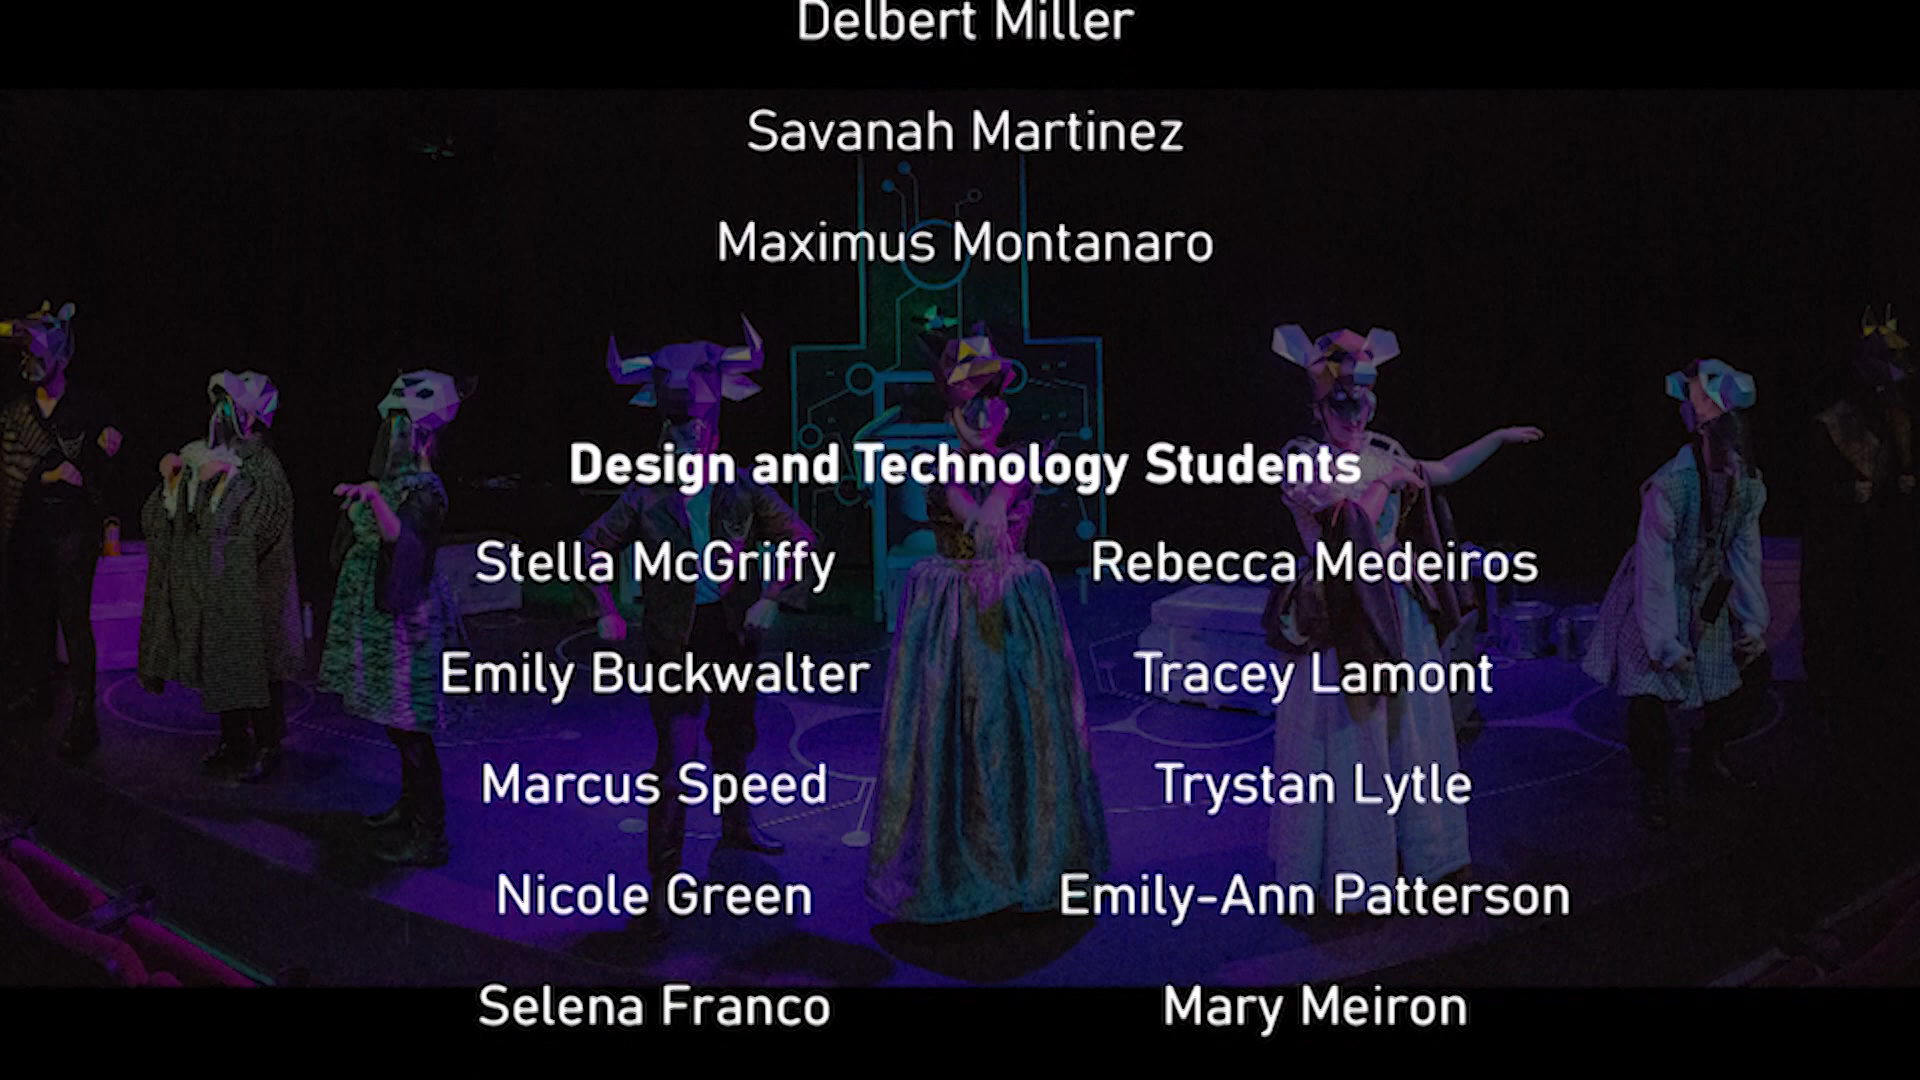 Delbert Miller
Savanah Martinez
Maximus Montanaro
Design and Technology Students
Stella McGriffy Rebecca Medeiros
Emily Buckwalter Tracey Lamont
Marcus Speed Trystan Lytle
Nicole Green Emily-Ann Patterson
Selena Franco Mary Meiron